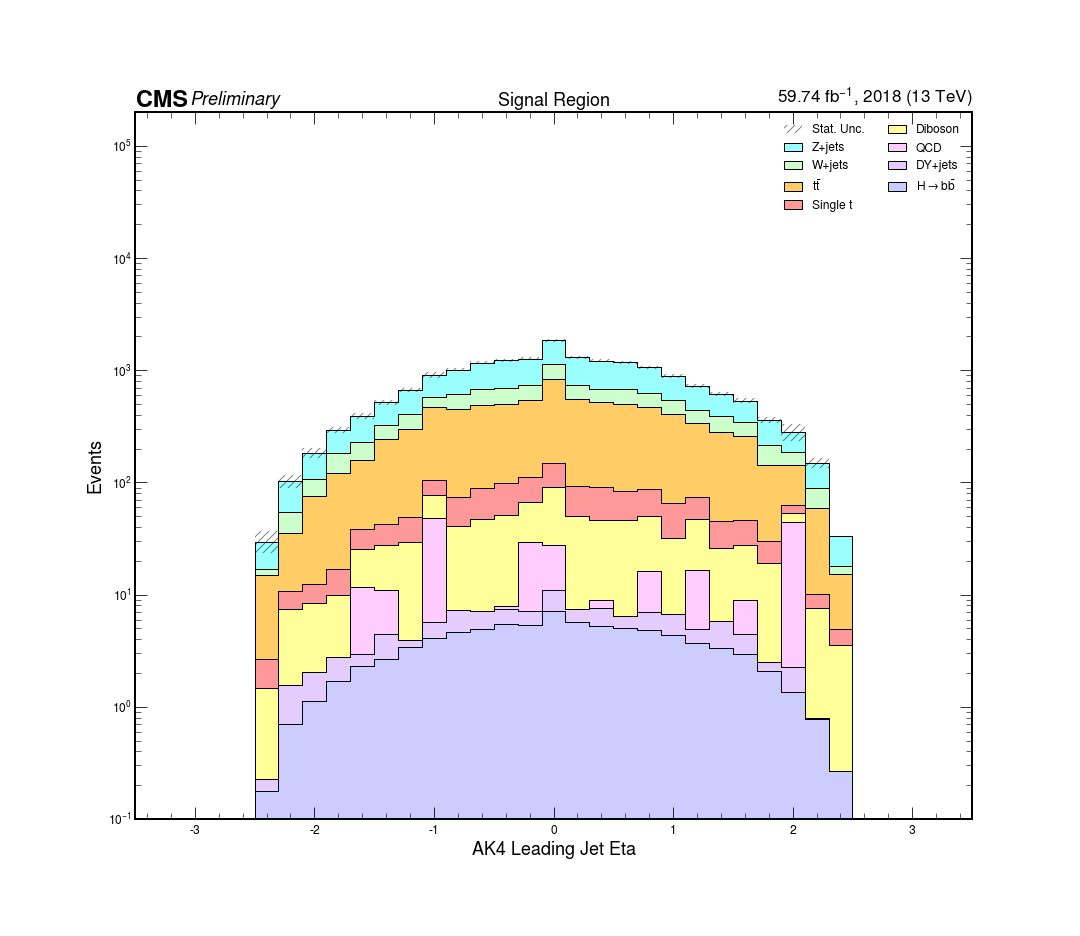 CMS Preliminary Signal Region 59.74 fb⁻¹, 2018 (13 TeV)
Stat. Unc.
Z+jets
W+jets
tt̄
Single t
Diboson
QCD
DY+jets
H→bb̄
Events
10⁵
10⁴
10³
10²
10¹
10⁰
10⁻¹
-3 -2 -1 0 1 2 3
AK4 Leading Jet Eta